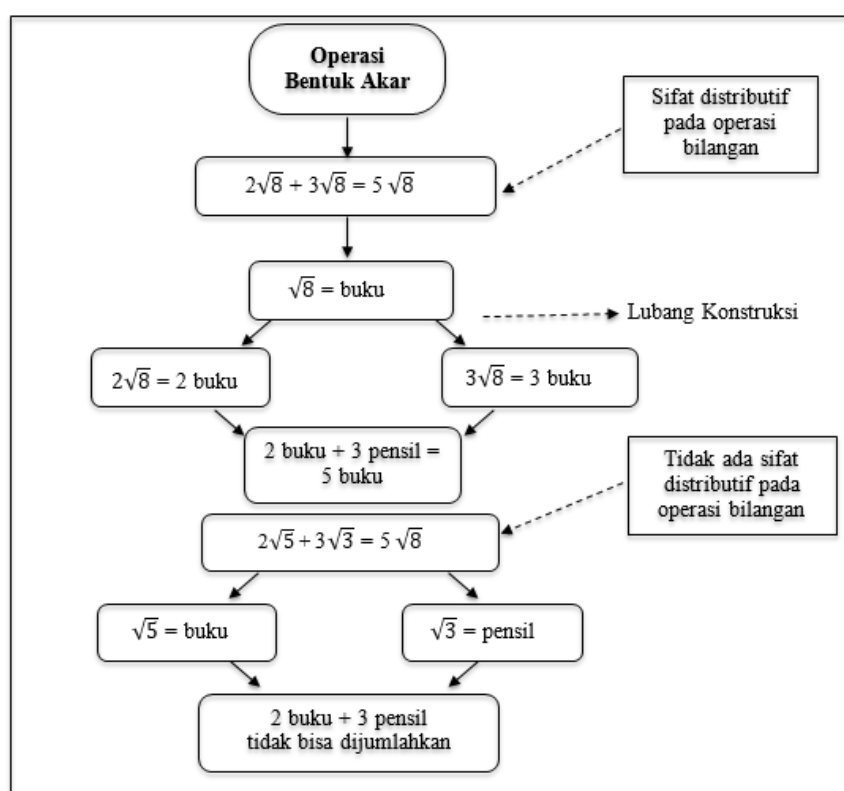 Operasi
Bentuk Akar
Sifat distributif
pada operasi
bilangan
2√8 + 3√8 = 5 √8
√8 = buku
Lubang Konstruksi
2√8 = 2 buku
3√8 = 3 buku
2 buku + 3 pensil =
5 buku
Tidak ada sifat
distributif pada
operasi bilangan
2√5 + 3√3 = 5 √8
√5 = buku
√3 = pensil
2 buku + 3 pensil
tidak bisa dijumlahkan